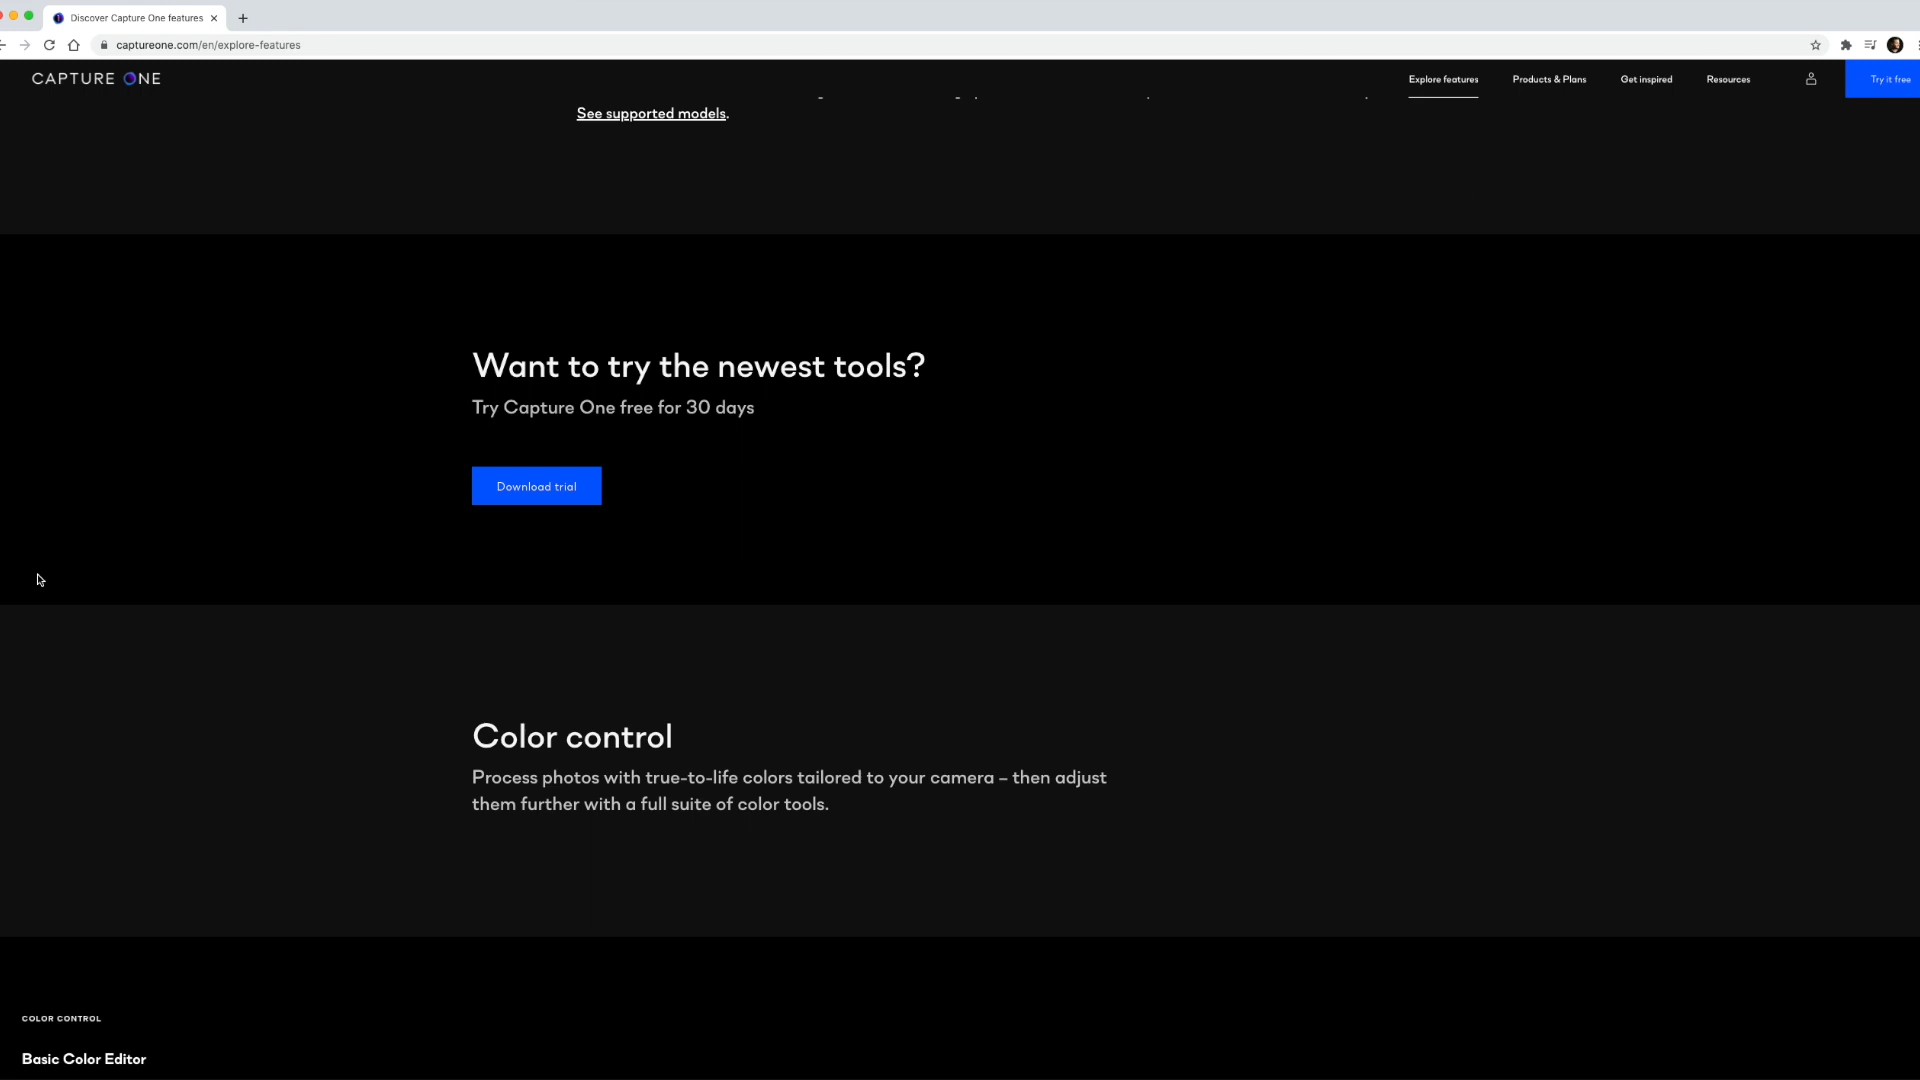 Discover Capture One features
captureone.com/en/explore-features
CAPTURE ONE
Explore features
Products & Plans
Get inspired
Resources
Try it free
See supported models.
Want to try the newest tools?
Try Capture One free for 30 days
Download trial
Color control
Process photos with true-to-life colors tailored to your camera – then adjust
them further with a full suite of color tools.
COLOR CONTROL
Basic Color Editor